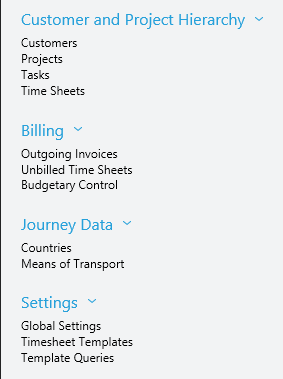 Customer and Project Hierarchy
Customers
Projects
Tasks
Time Sheets
Billing
Outgoing Invoices
Unbilled Time Sheets
Budgetary Control
Journey Data
Countries
Means of Transport
Settings
Global Settings
Timesheet Templates
Template Queries